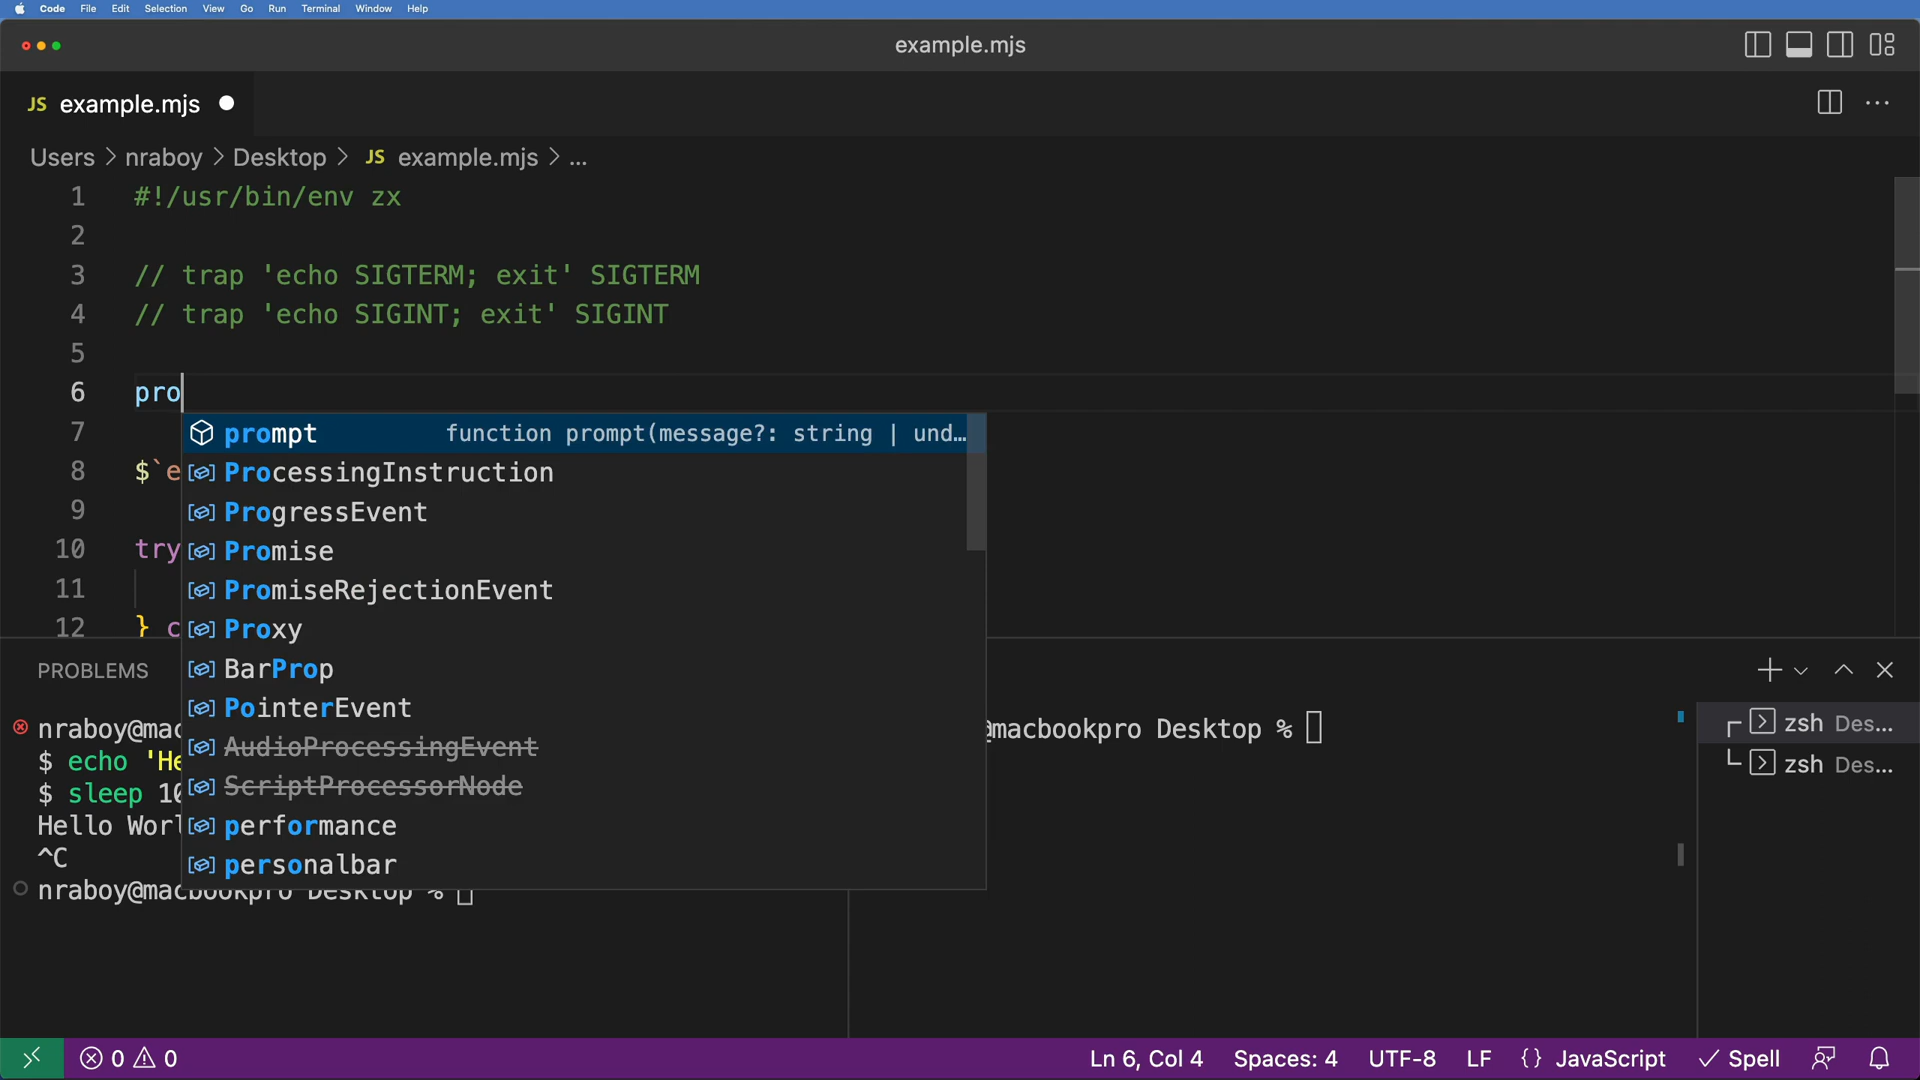 Code File Edit Selection View Go Run Terminal Window Help
example.mjs
JS example.mjs
Users > nraboy > Desktop > JS example.mjs > ...
1 #!/usr/bin/env zx
2
3 // trap 'echo SIGTERM; exit' SIGTERM
4 // trap 'echo SIGINT; exit' SIGINT
5
6 pro
7
prompt function prompt(message?: string | und…
8 $`e
ProcessingInstruction
9
ProgressEvent
10 try
Promise
11
PromiseRejectionEvent
12 } c
Proxy
PROBLEMS
BarProp
PointerEvent
AudioProcessingEvent
ScriptProcessorNode
performance
personalbar
nraboy@mac
$ echo 'He
$ sleep 10
Hello Worl
^C
nraboy@macbookpro Desktop %
@macbookpro Desktop %
zsh Des...
zsh Des...
0 0
Ln 6, Col 4 Spaces: 4 UTF-8 LF {} JavaScript Spell